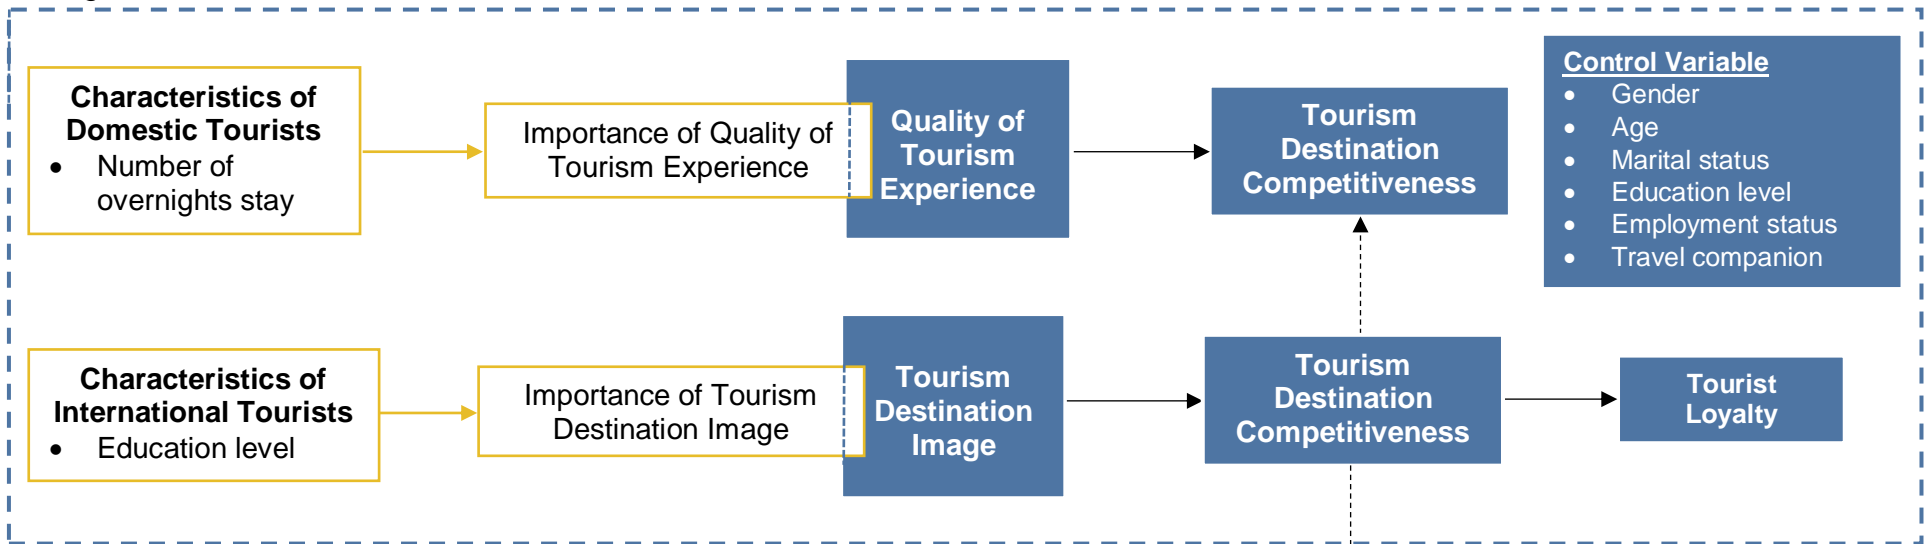 Characteristics of
Domestic Tourists
• Number of
overnights stay
Importance of Quality of
Tourism Experience
Quality of
Tourism
Experience
Tourism
Destination
Competitiveness
Control Variable
• Gender
• Age
• Marital status
• Education level
• Employment status
• Travel companion
Characteristics of
International Tourists
• Education level
Importance of Tourism
Destination Image
Tourism
Destination
Image
Tourism
Destination
Competitiveness
Tourist
Loyalty